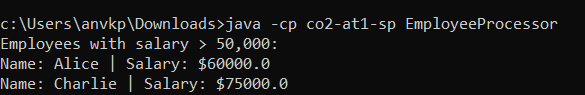 c:\Users\anvkp\Downloads>java -cp co2-at1-sp EmployeeProcessor
Employees with salary > 50,000:
Name: Alice | Salary: $60000.0
Name: Charlie | Salary: $75000.0